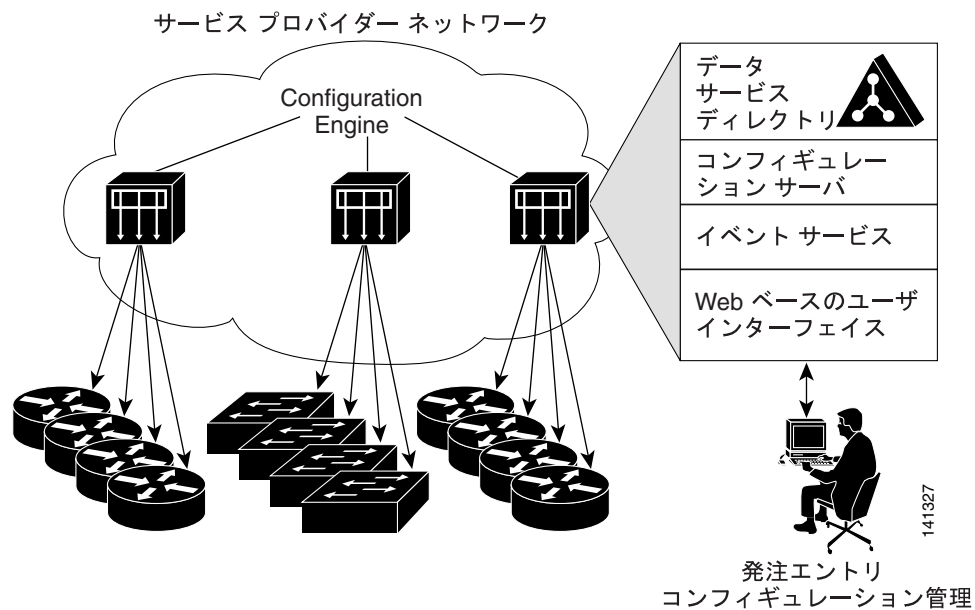 サービス プロバイダー ネットワーク
Configuration
Engine
データ
サービス
ディレクトリ
コンフィギュレー
ション サーバ
イベント サービス
Web ベースのユーザ
インターフェイス
141327
発注エントリ
コンフィギュレーション管理